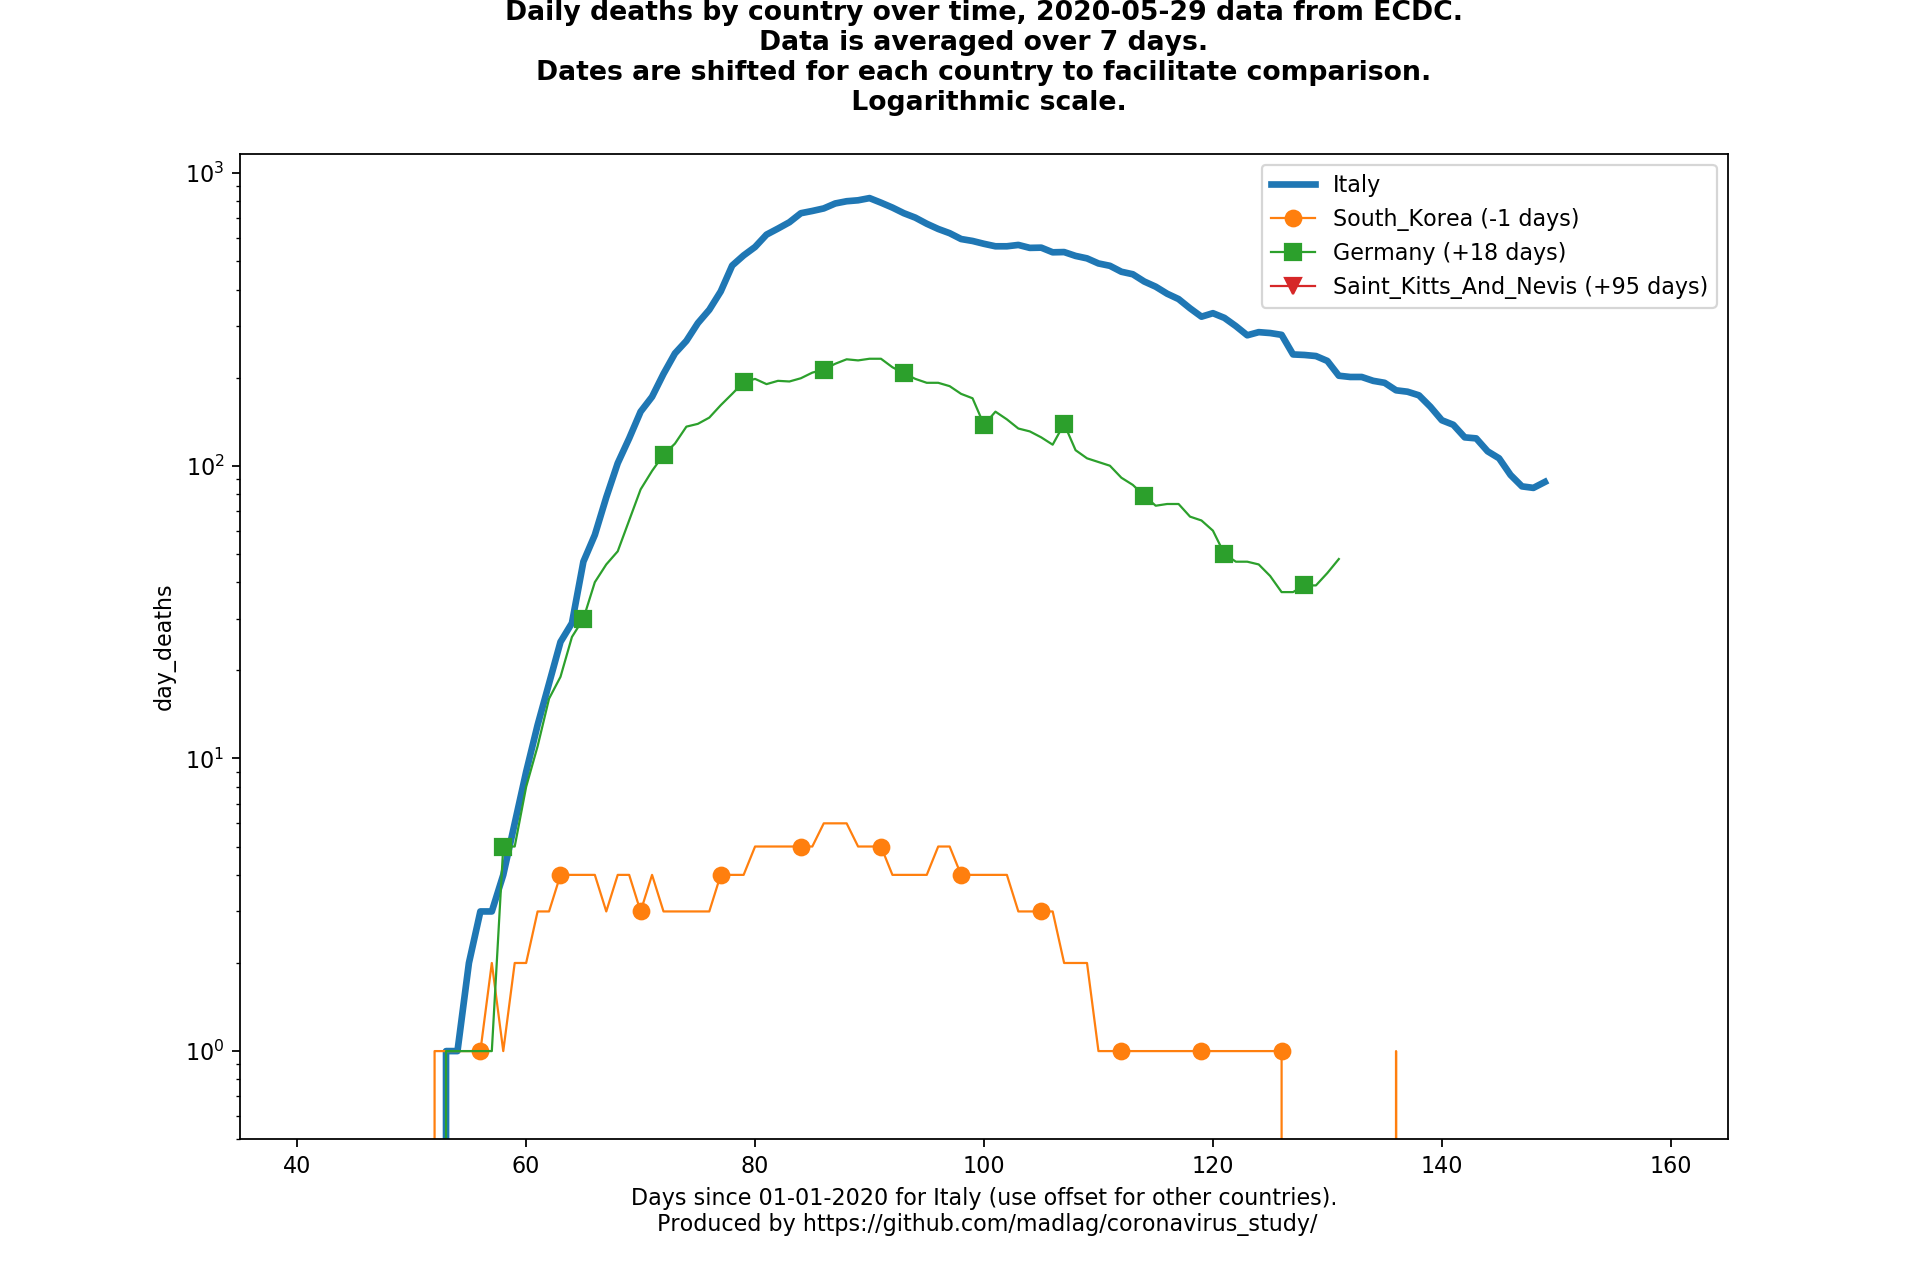 Daily deaths by country over time, 2020-05-29 data from ECDC.
Data is averaged over 7 days.
Dates are shifted for each country to facilitate comparison.
Logarithmic scale.
10³
10²
10¹
10⁰
day_deaths
Italy
South_Korea (-1 days)
Germany (+18 days)
Saint_Kitts_And_Nevis (+95 days)
40 60 80 100 120 140 160
Days since 01-01-2020 for Italy (use offset for other countries).
Produced by https://github.com/madlag/coronavirus_study/